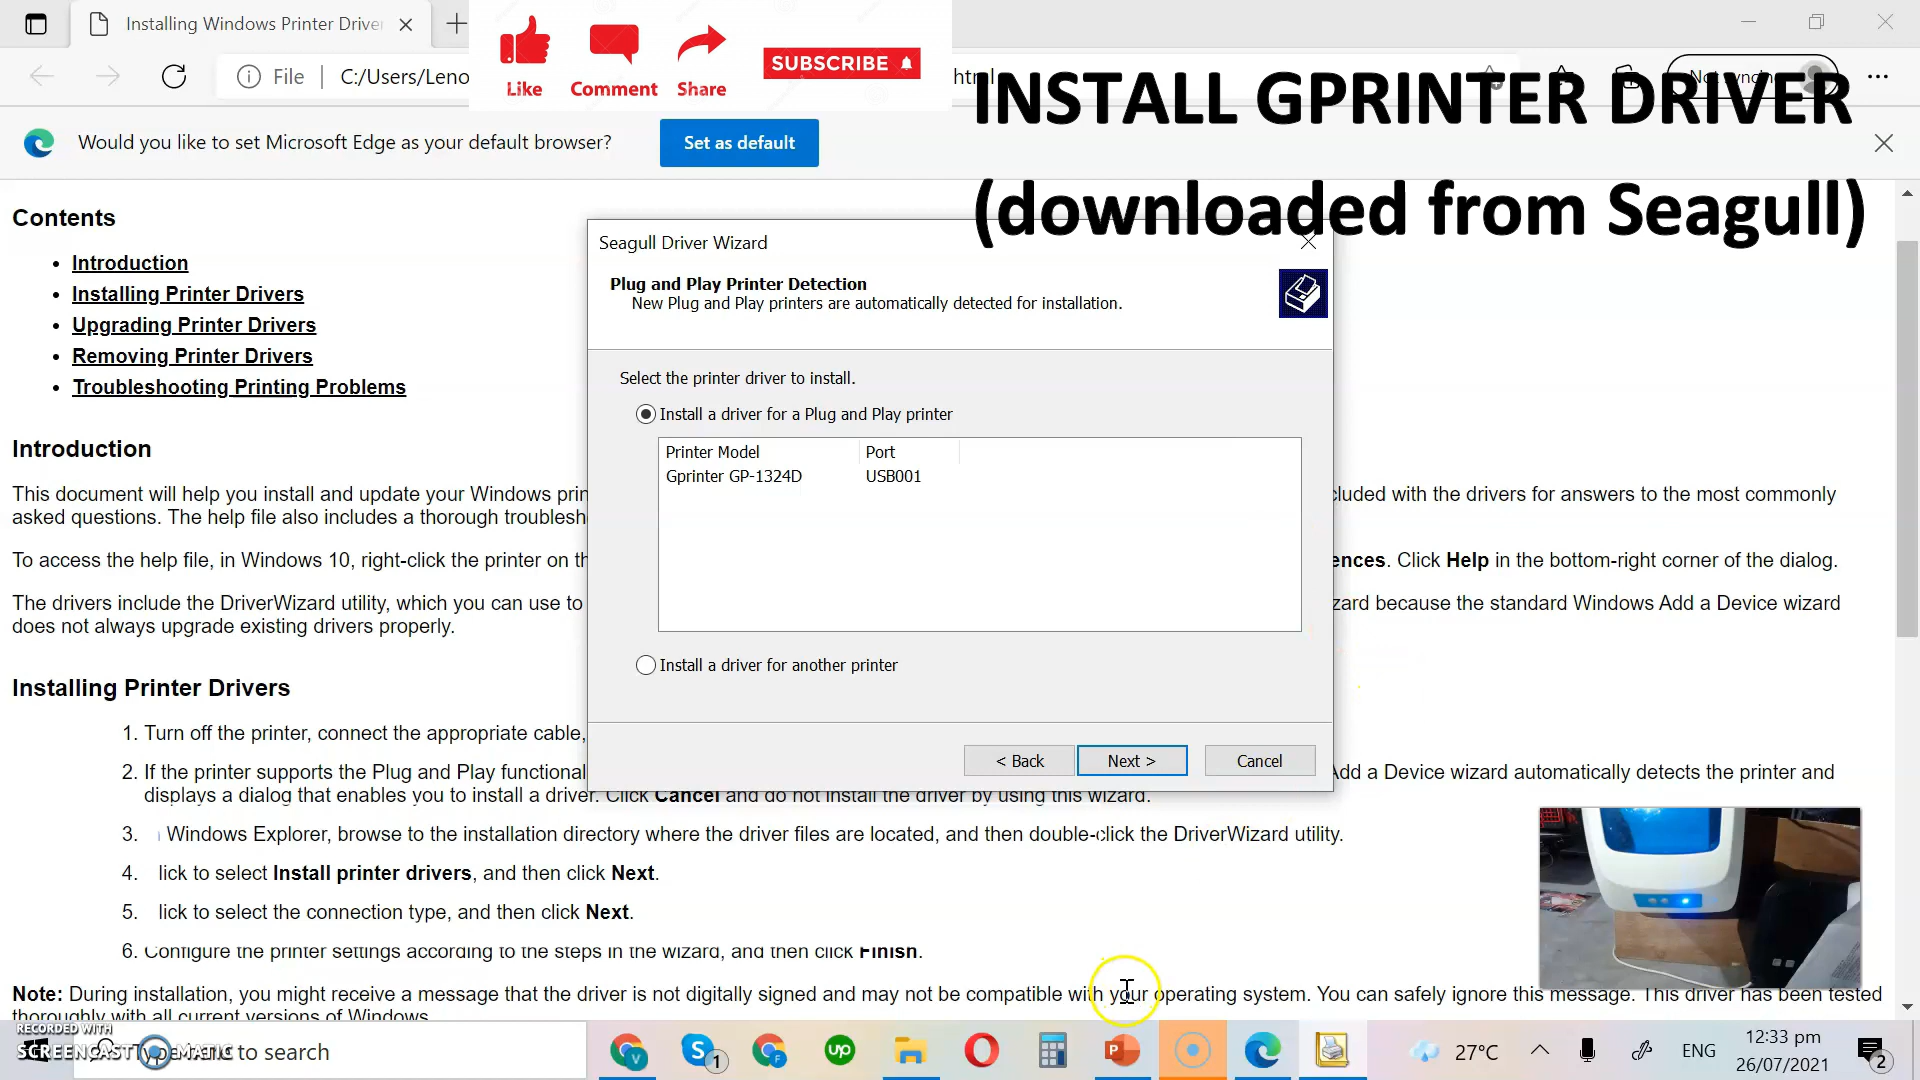 Installing Windows Printer Driver
File
C:/Users/Leno
html
Not syncing
Like
Comment
Share
SUBSCRIBE
INSTALL GPRINTER DRIVER
(downloaded from Seagull)
Would you like to set Microsoft Edge as your default browser?
Set as default
Contents
Introduction
Installing Printer Drivers
Upgrading Printer Drivers
Removing Printer Drivers
Troubleshooting Printing Problems
Introduction
This document will help you install and update your Windows prin
cluded with the drivers for answers to the most commonly
asked questions. The help file also includes a thorough troublesh
To access the help file, in Windows 10, right-click the printer on th
ences. Click Help in the bottom-right corner of the dialog.
The drivers include the DriverWizard utility, which you can use to
zard because the standard Windows Add a Device wizard
does not always upgrade existing drivers properly.
Installing Printer Drivers
1. Turn off the printer, connect the appropriate cable,
2. If the printer supports the Plug and Play functional
Add a Device wizard automatically detects the printer and
displays a dialog that enables you to install a driver. Click Cancel and do not install the driver by using this wizard.
3. Windows Explorer, browse to the installation directory where the driver files are located, and then double-click the DriverWizard utility.
4. lick to select Install printer drivers, and then click Next.
5. lick to select the connection type, and then click Next.
6. Configure the printer settings according to the steps in the wizard, and then click Finish.
Note: During installation, you might receive a message that the driver is not digitally signed and may not be compatible with your operating system. You can safely ignore this message. This driver has been tested
thoroughly with all current versions of Windows.
Seagull Driver Wizard
Plug and Play Printer Detection
New Plug and Play printers are automatically detected for installation.
Select the printer driver to install.
Install a driver for a Plug and Play printer
Printer Model
Port
Gprinter GP-1324D
USB001
Install a driver for another printer
< Back
Next >
Cancel
RECORDED WITH
SCREENCAST MATIC
to search
V
S 1
F
up
P
27°C
ENG
12:33 pm
26/07/2021
2